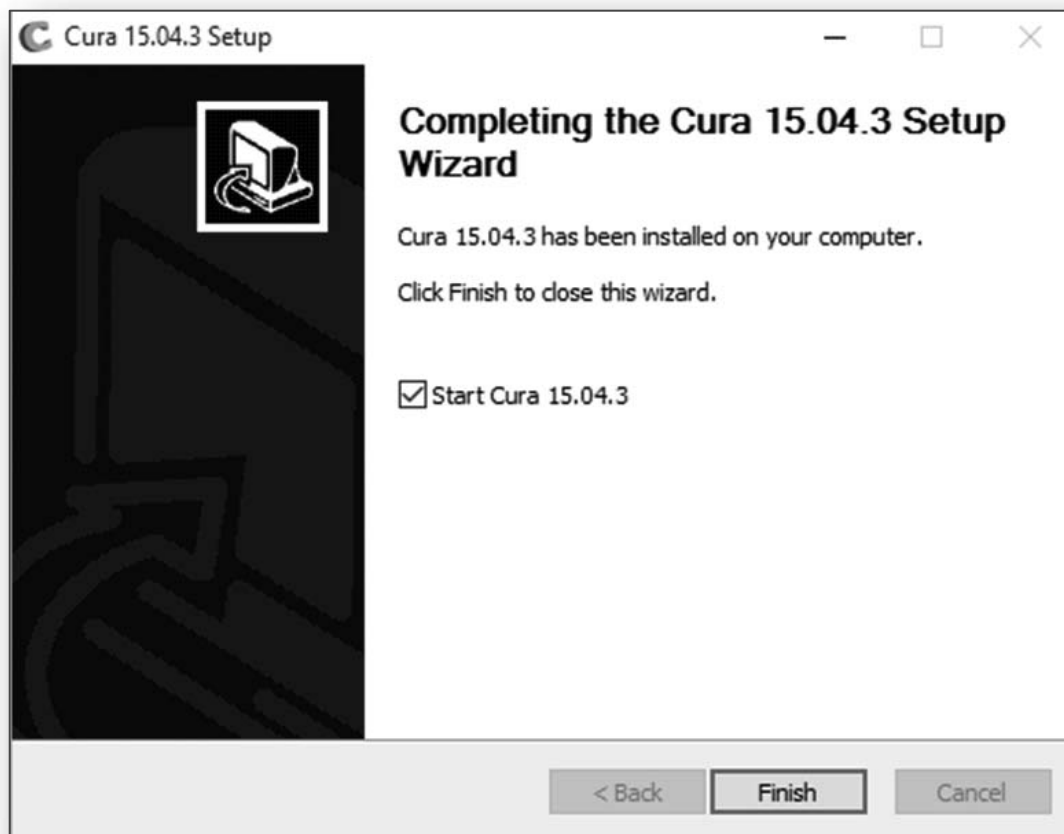 Cura 15.04.3 Setup
Completing the Cura 15.04.3 Setup
Wizard
Cura 15.04.3 has been installed on your computer.
Click Finish to close this wizard.
Start Cura 15.04.3
< Back
Finish
Cancel